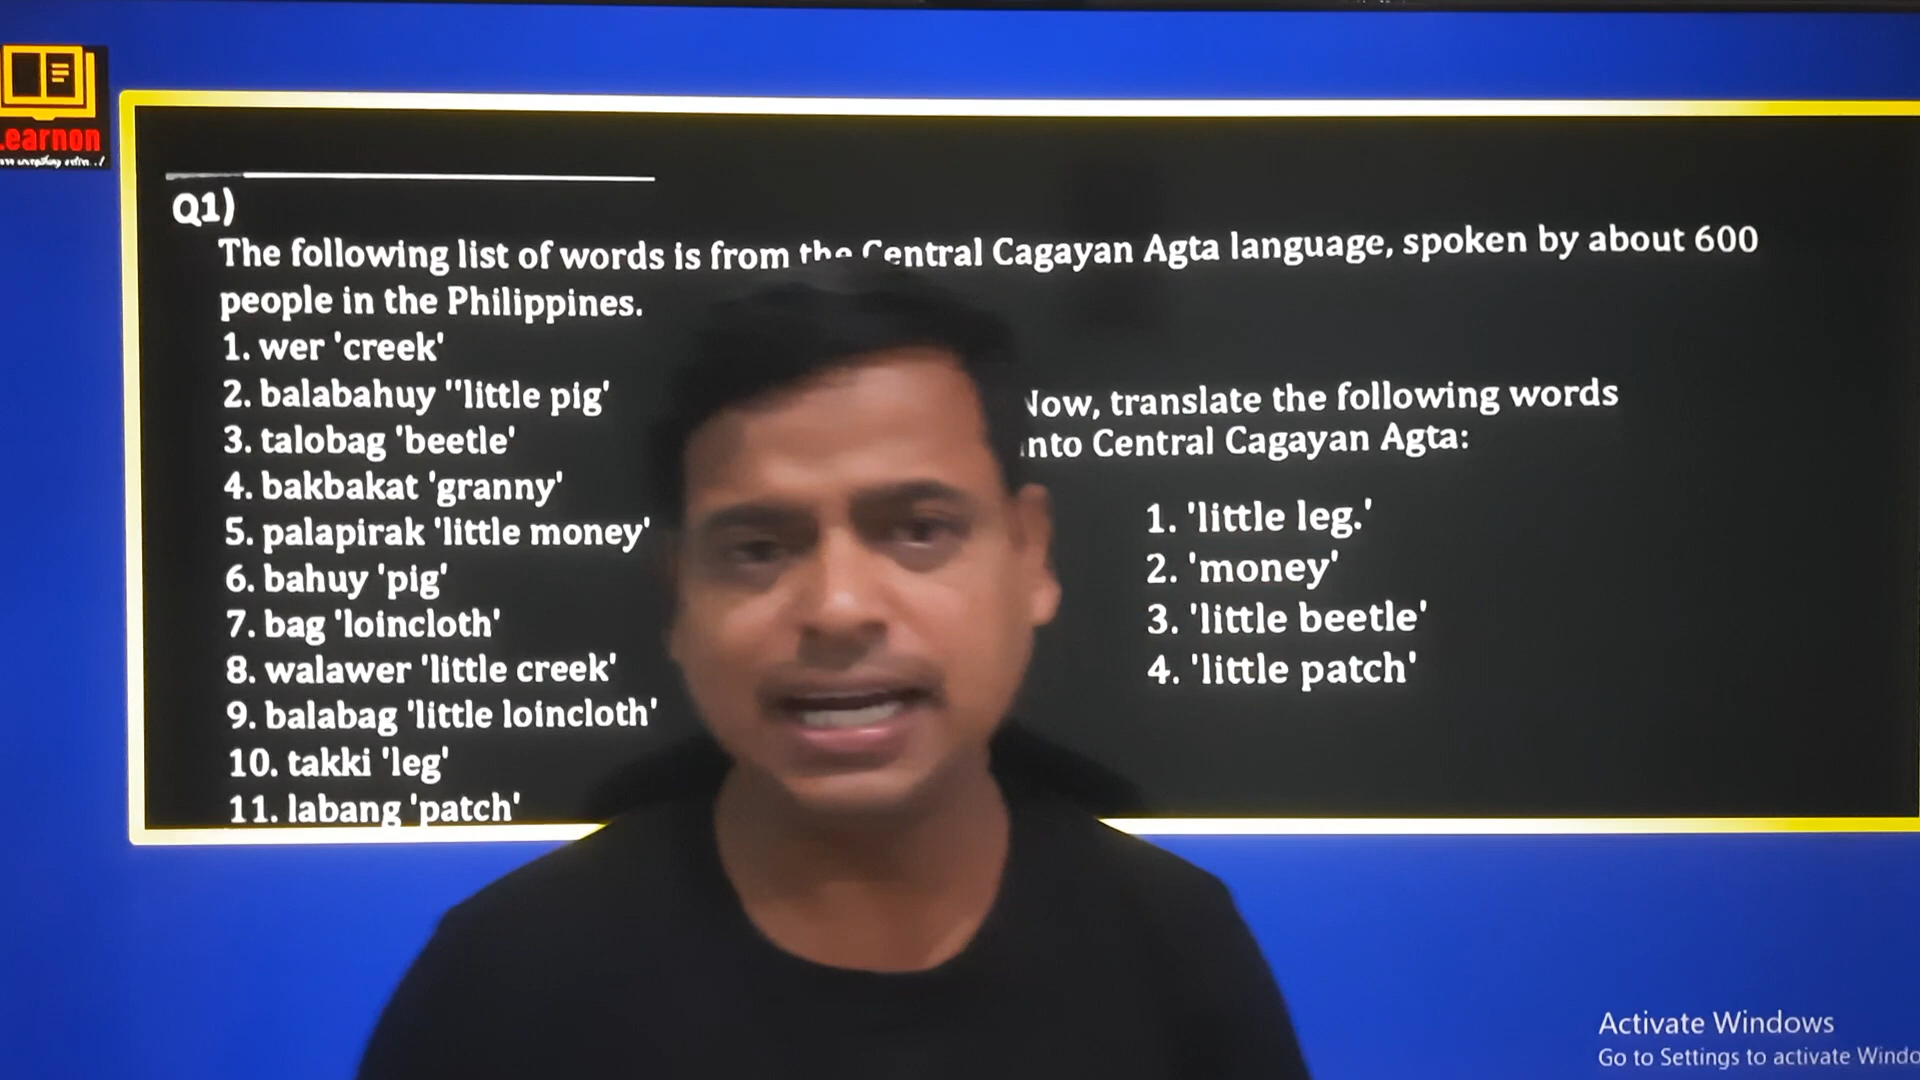 earnon
Q1)
The following list of words is from the Central Cagayan Agta language, spoken by about 600
people in the Philippines.
1. wer 'creek'
2. balabahuy "little pig'
3. talobag 'beetle'
4. bakbakat 'granny'
5. palapirak 'little money'
6. bahuy 'pig'
7. bag 'loincloth'
8. walawer 'little creek'
9. balabag 'little loincloth'
10. takki 'leg'
11. labang 'patch'
Now, translate the following words
into Central Cagayan Agta:
1. 'little leg.'
2. 'money'
3. 'little beetle'
4. 'little patch'
Activate Windows
Go to Settings to activate Windo